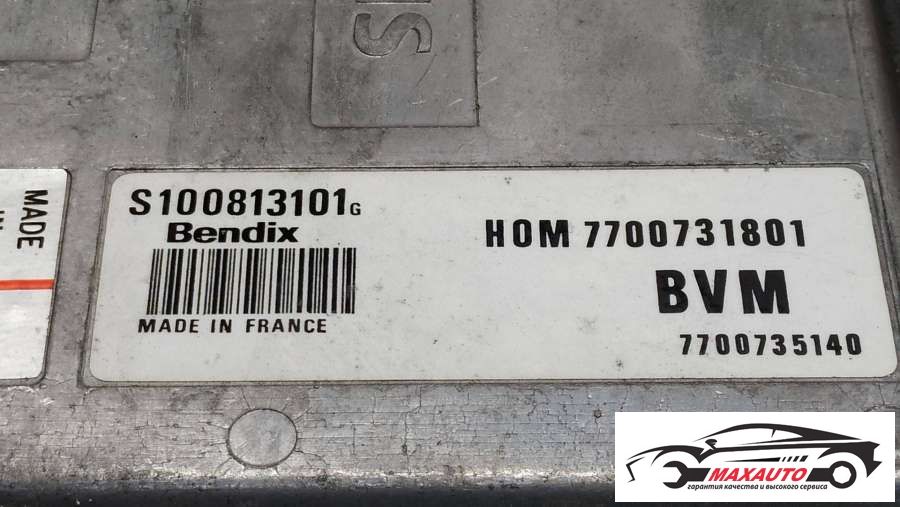 MADE
S100813101G
Bendix
MADE IN FRANCE
HOM 7700731801
BVM
7700735140
MAXAUTO
гарантия качества и высокого сервиса